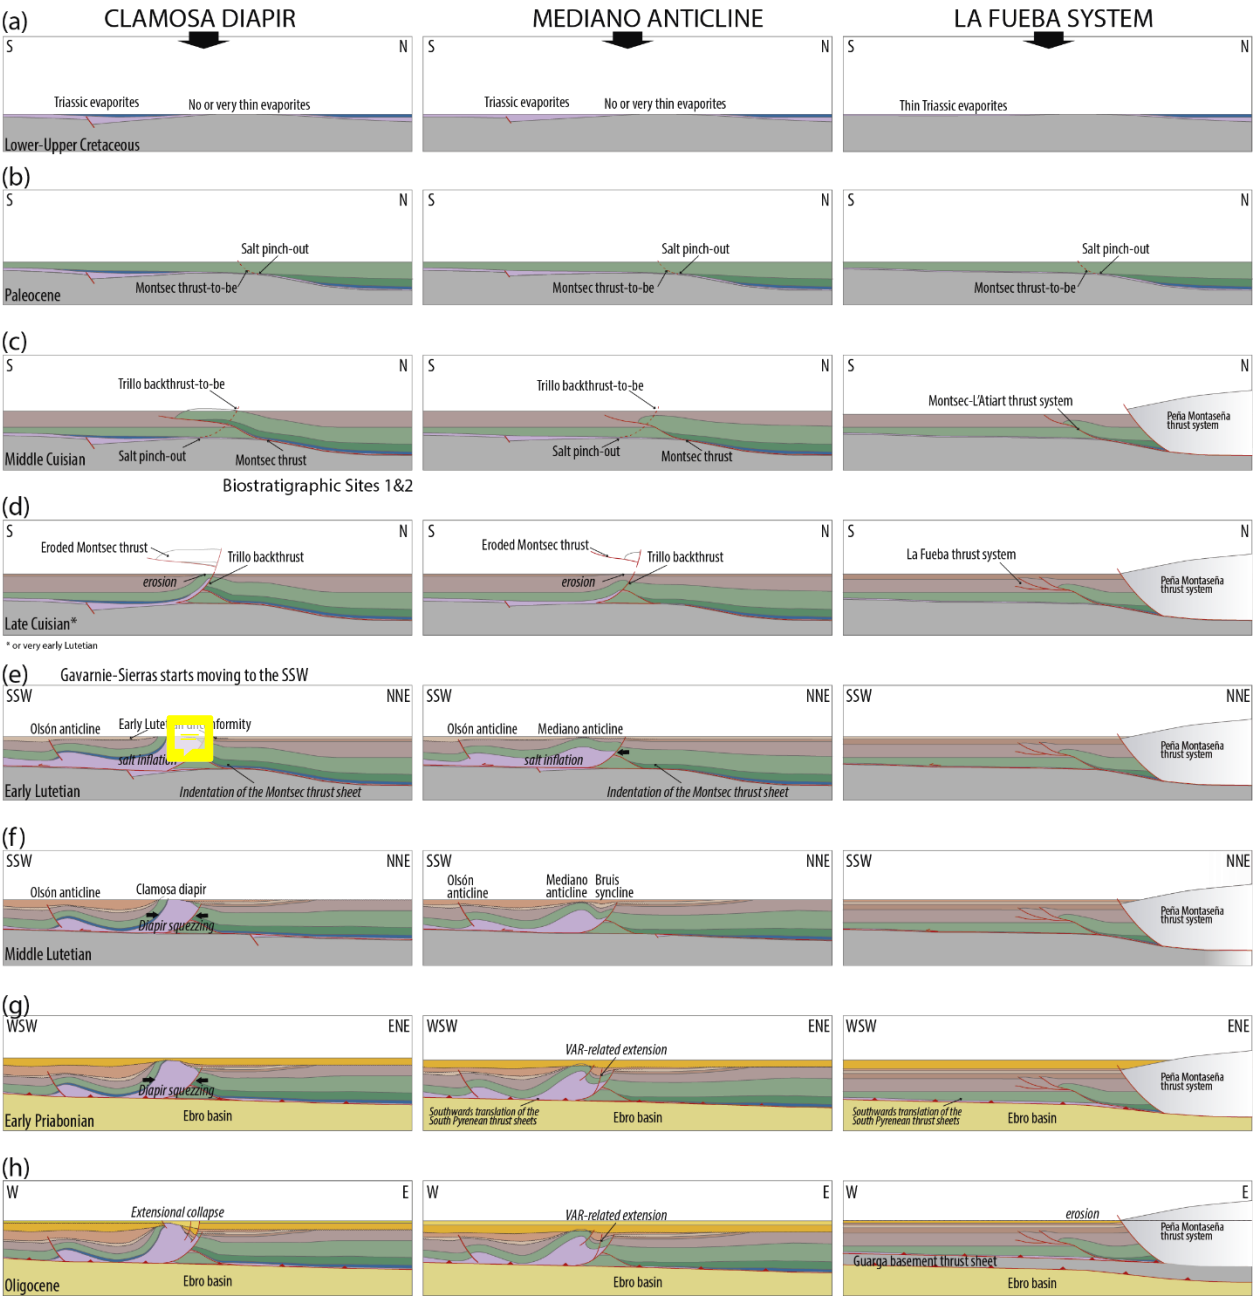 (a)
CLAMOSA DIAPIR
MEDIANO ANTICLINE
LA FUEBA SYSTEM
S N
S N
S N
Triassic evaporites
No or very thin evaporites
Triassic evaporites
No or very thin evaporites
Thin Triassic evaporites
Lower-Upper Cretaceous
(b)
S N
S N
S N
Salt pinch-out
Salt pinch-out
Salt pinch-out
Montsec thrust-to-be
Montsec thrust-to-be
Montsec thrust-to-be
Paleocene
(c)
S N
S N
S N
Trillo backthrust-to-be
Trillo backthrust-to-be
Montsec-L'Atiart thrust system
Peña Montaseña
thrust system
Salt pinch-out
Montsec thrust
Salt pinch-out
Montsec thrust
Middle Cuisian
Biostratigraphic Sites 1&2
(d)
S N
S N
S N
Eroded Montsec thrust
Trillo backthrust
erosion
Eroded Montsec thrust
Trillo backthrust
erosion
La Fueba thrust system
Peña Montaseña
thrust system
Late Cuisian*
* or very early Lutetian
(e)
Gavarnie-Sierras starts moving to the SSW
SSW NNE
SSW NNE
SSW NNE
Olsón anticline
Early Lutetian
salt inflation
Indentation of the Montsec thrust sheet
Olsón anticline
Mediano anticline
salt inflation
Indentation of the Montsec thrust sheet
Peña Montaseña
thrust system
Early Lutetian
(f)
SSW NNE
SSW NNE
SSW NNE
Olsón anticline
Clamosa diapir
Diapir squezzing
Olsón
anticline
Mediano
anticline
Bruis
syncline
Peña Montaseña
thrust system
Middle Lutetian
(g)
WSW ENE
WSW ENE
WSW ENE
Diapir squezzing
Ebro basin
VAR-related extension
Southwards translation of the
South Pyrenean thrust sheets
Ebro basin
Peña Montaseña
thrust system
Southwards translation of the
South Pyrenean thrust sheets
Ebro basin
Early Priabonian
(h)
W E
W E
W E
Extensional collapse
Ebro basin
VAR-related extension
Ebro basin
erosion
Peña Montaseña
thrust system
Guarga basement thrust sheet
Ebro basin
Oligocene